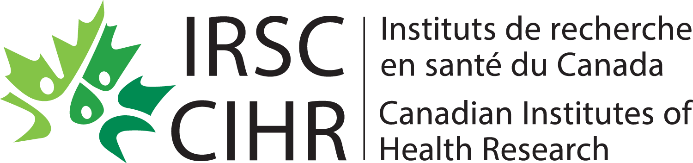 IRSC
CIHR
Instituts de recherche
en santé du Canada
Canadian Institutes of
Health Research